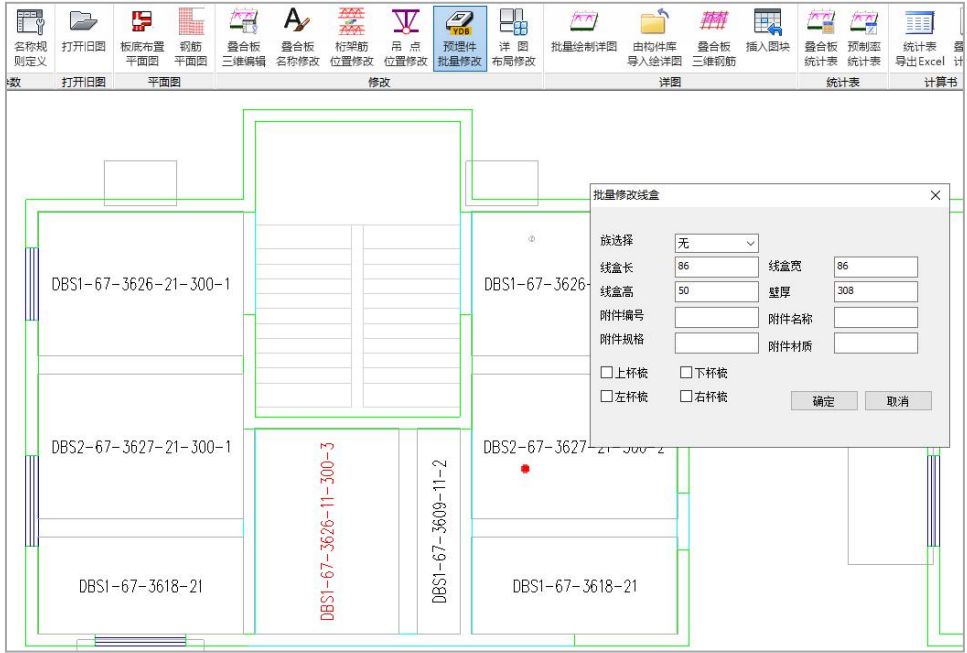 名称规
则定义
打开旧图
板底布置
平面图
钢筋
平面图
叠合板
三维编辑
叠合板
名称修改
桁架筋
位置修改
吊 点
位置修改
YDB
预埋件
批量修改
详 图
布局修改
批量绘制详图
由构件库
导入绘详图
叠合板
三维钢筋
插入图块
叠合板
统计表
预制率
统计表
统计表
导出Excel
参数
打开旧图
平面图
修改
详图
统计表
计算书
批量修改线盒
族选择
无
线盒长
86
线盒宽
86
线盒高
50
壁厚
308
附件编号
附件名称
附件规格
附件材质
上杯梳
下杯梳
左杯梳
右杯梳
确定
取消
DBS1-67-3626-21-300-1
DBS1-67-3626-
DBS2-67-3627-21-300-1
DBS2-67-3627-21-300-2
DBS1-67-3626-11-300-3
DBS1-67-3609-11-2
DBS1-67-3618-21
DBS1-67-3618-21